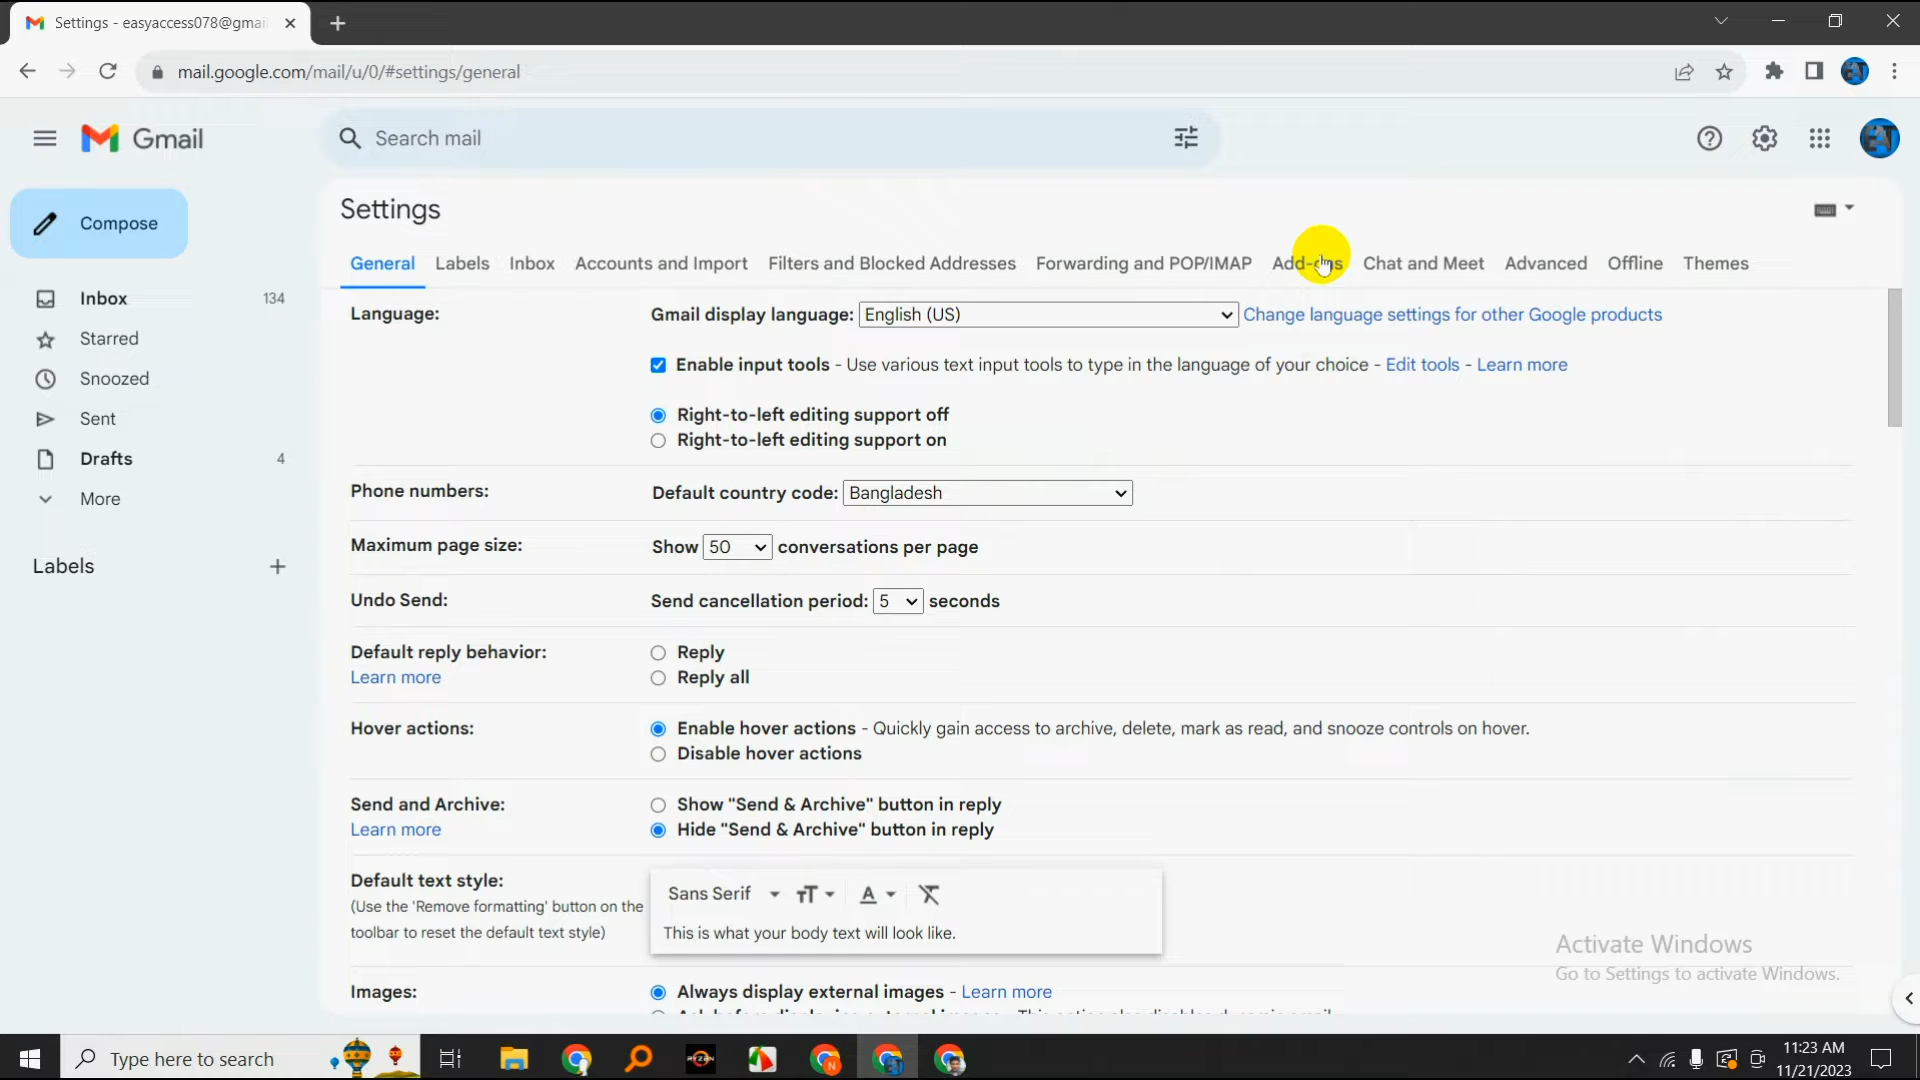 Settings - easyaccess078@gmai
mail.google.com/mail/u/0/#settings/general
Gmail
Search mail
Compose
Inbox 134
Starred
Snoozed
Sent
Drafts 4
More
Labels
Settings
General Labels Inbox Accounts and Import Filters and Blocked Addresses Forwarding and POP/IMAP Add-ons Chat and Meet Advanced Offline Themes
Language: Gmail display language: English (US) Change language settings for other Google products
Enable input tools - Use various text input tools to type in the language of your choice - Edit tools - Learn more
Right-to-left editing support off
Right-to-left editing support on
Phone numbers: Default country code: Bangladesh
Maximum page size: Show 50 conversations per page
Undo Send: Send cancellation period: 5 seconds
Default reply behavior: Reply
Learn more Reply all
Hover actions: Enable hover actions - Quickly gain access to archive, delete, mark as read, and snooze controls on hover.
Disable hover actions
Send and Archive: Show "Send & Archive" button in reply
Learn more Hide "Send & Archive" button in reply
Default text style: Sans Serif
(Use the 'Remove formatting' button on the
toolbar to reset the default text style) This is what your body text will look like.
Images: Always display external images - Learn more
Activate Windows
Go to Settings to activate Windows.
Type here to search
RYZEN
11:23 AM
11/21/2023